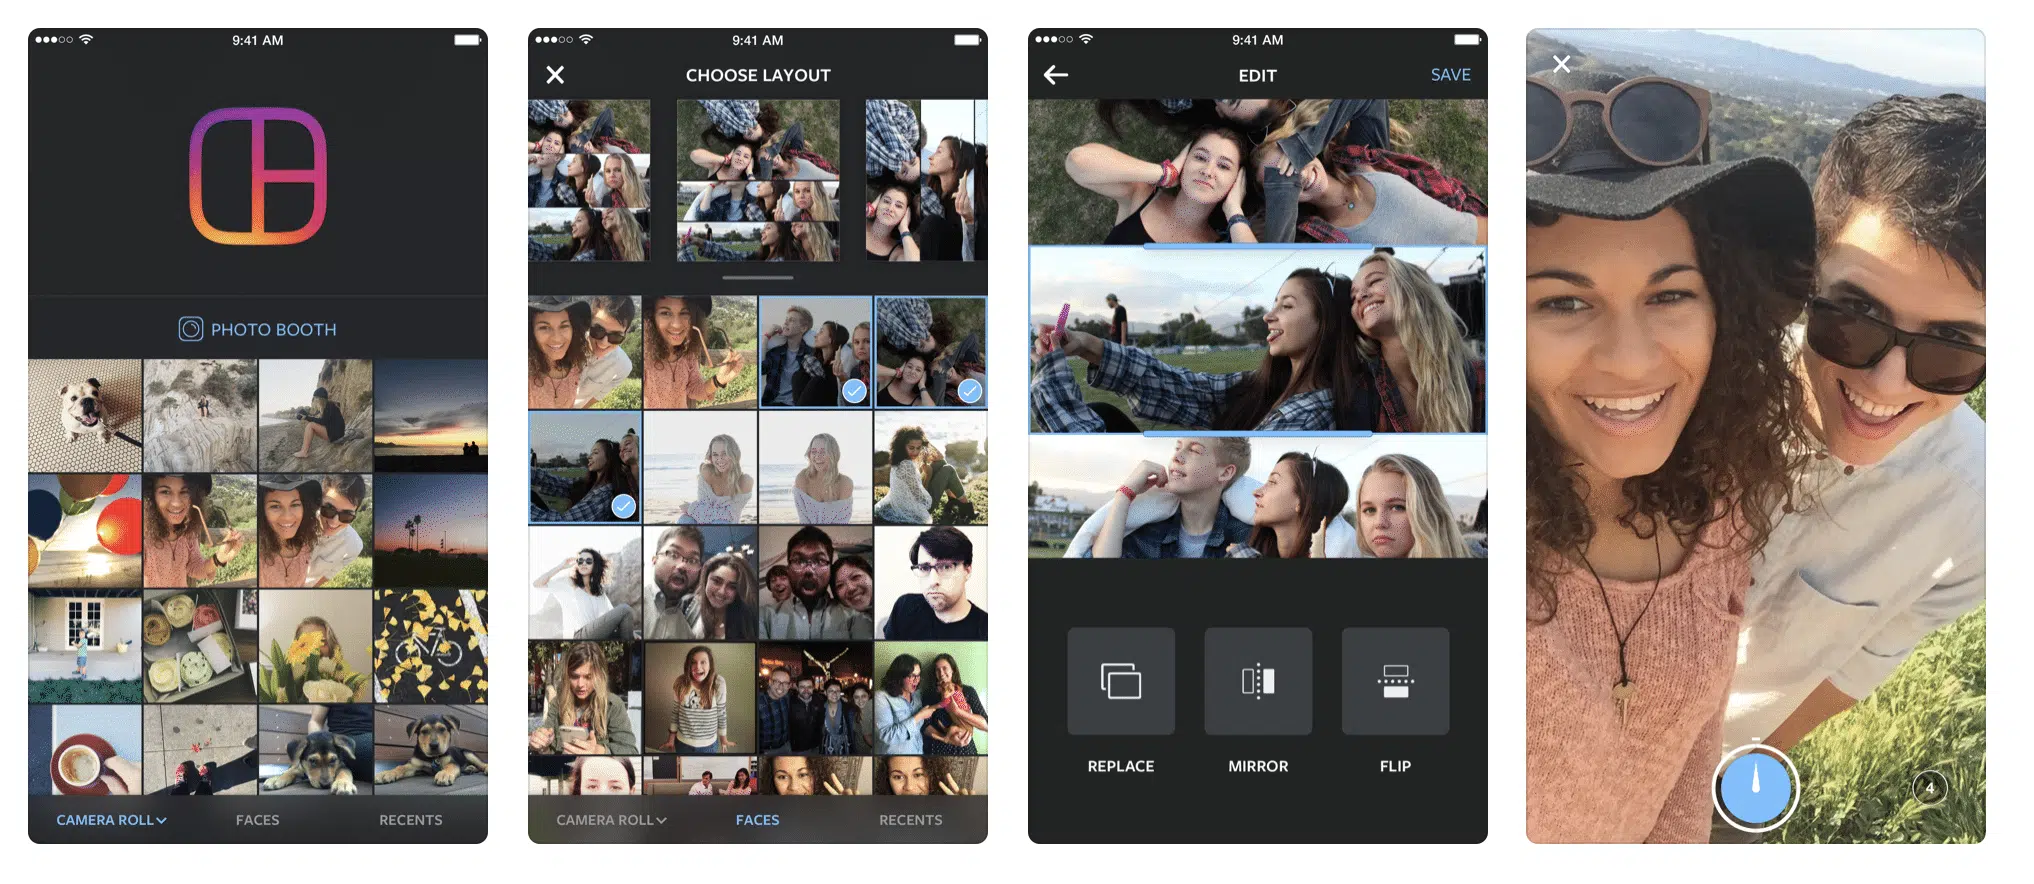 9:41 AM
PHOTO BOOTH
CAMERA ROLL
FACES
RECENTS
9:41 AM
CHOOSE LAYOUT
CAMERA ROLL
FACES
RECENTS
9:41 AM
EDIT
SAVE
REPLACE
MIRROR
FLIP
4